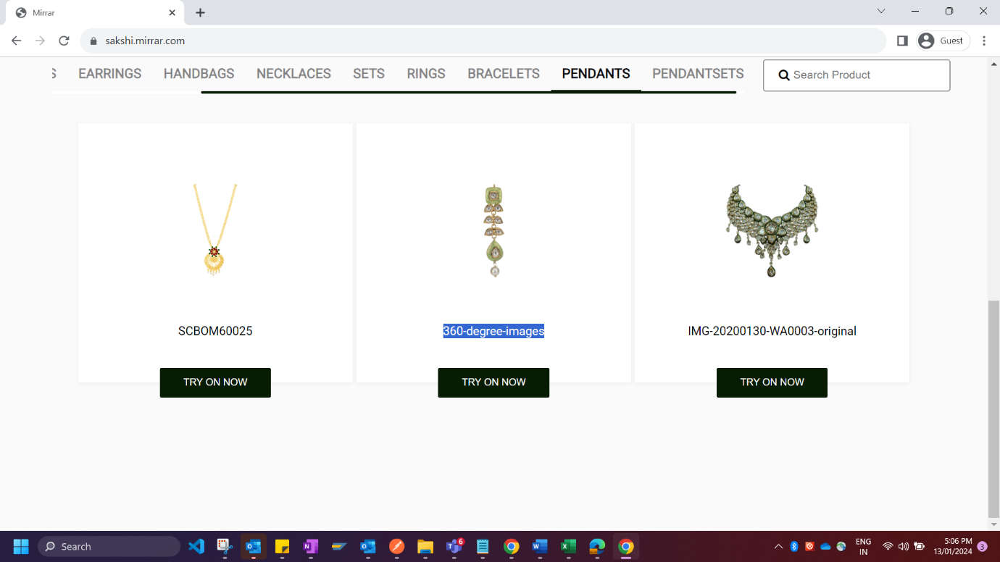 Mirrar
sakshi.mirrar.com
Guest
S EARRINGS HANDBAGS NECKLACES SETS RINGS BRACELETS PENDANTS PENDANTSETS
Search Product
SCBOM60025
360-degree-images
IMG-20200130-WA0003-original
TRY ON NOW
TRY ON NOW
TRY ON NOW
Search
6
ENG
IN
5:06 PM
13/01/2024
3